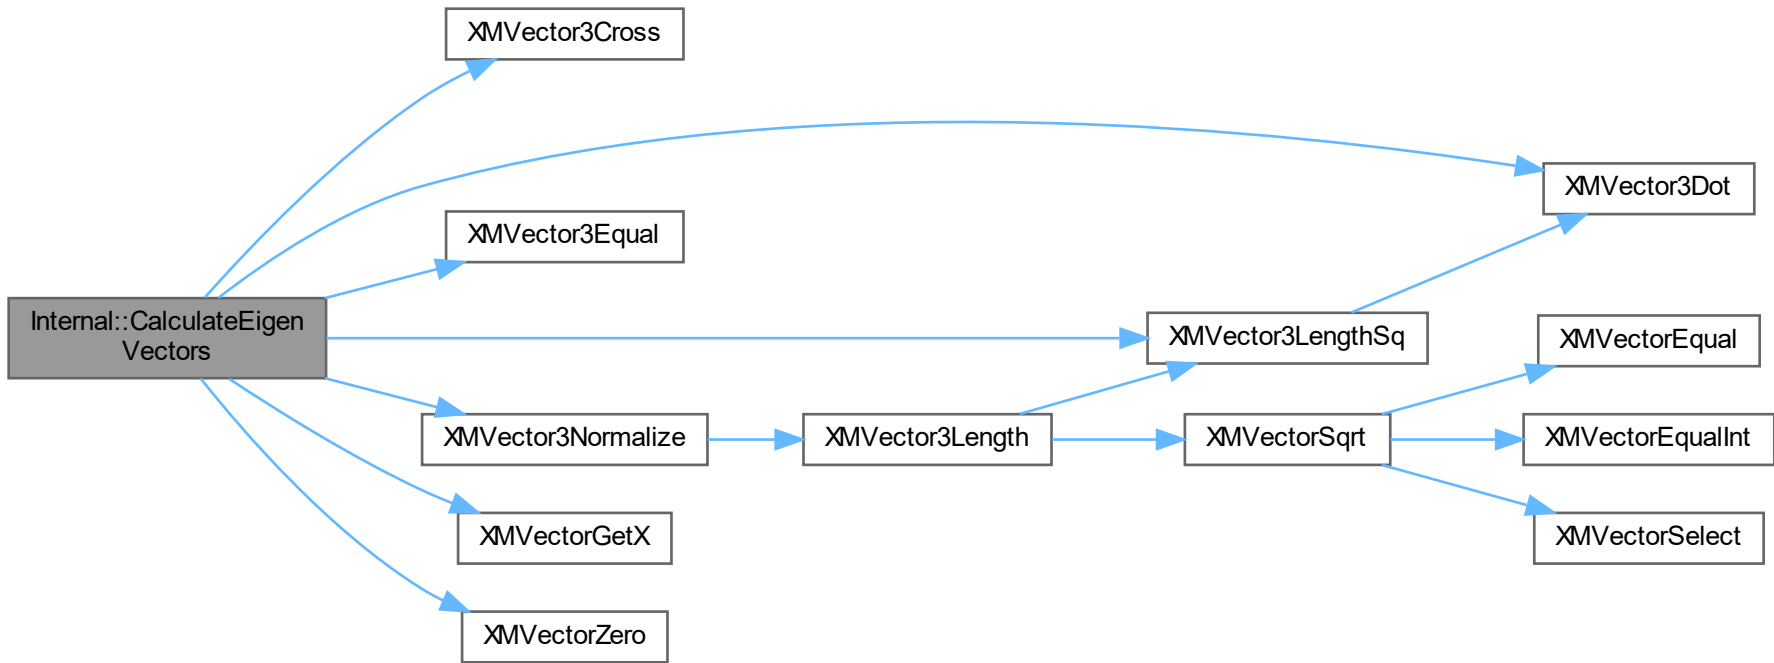 XMVector3Cross
XMVector3Dot
XMVector3Equal
Internal::CalculateEigen
Vectors
XMVector3LengthSq
XMVectorEqual
XMVector3Normalize
XMVector3Length
XMVectorSqrt
XMVectorEqualInt
XMVectorGetX
XMVectorSelect
XMVectorZero